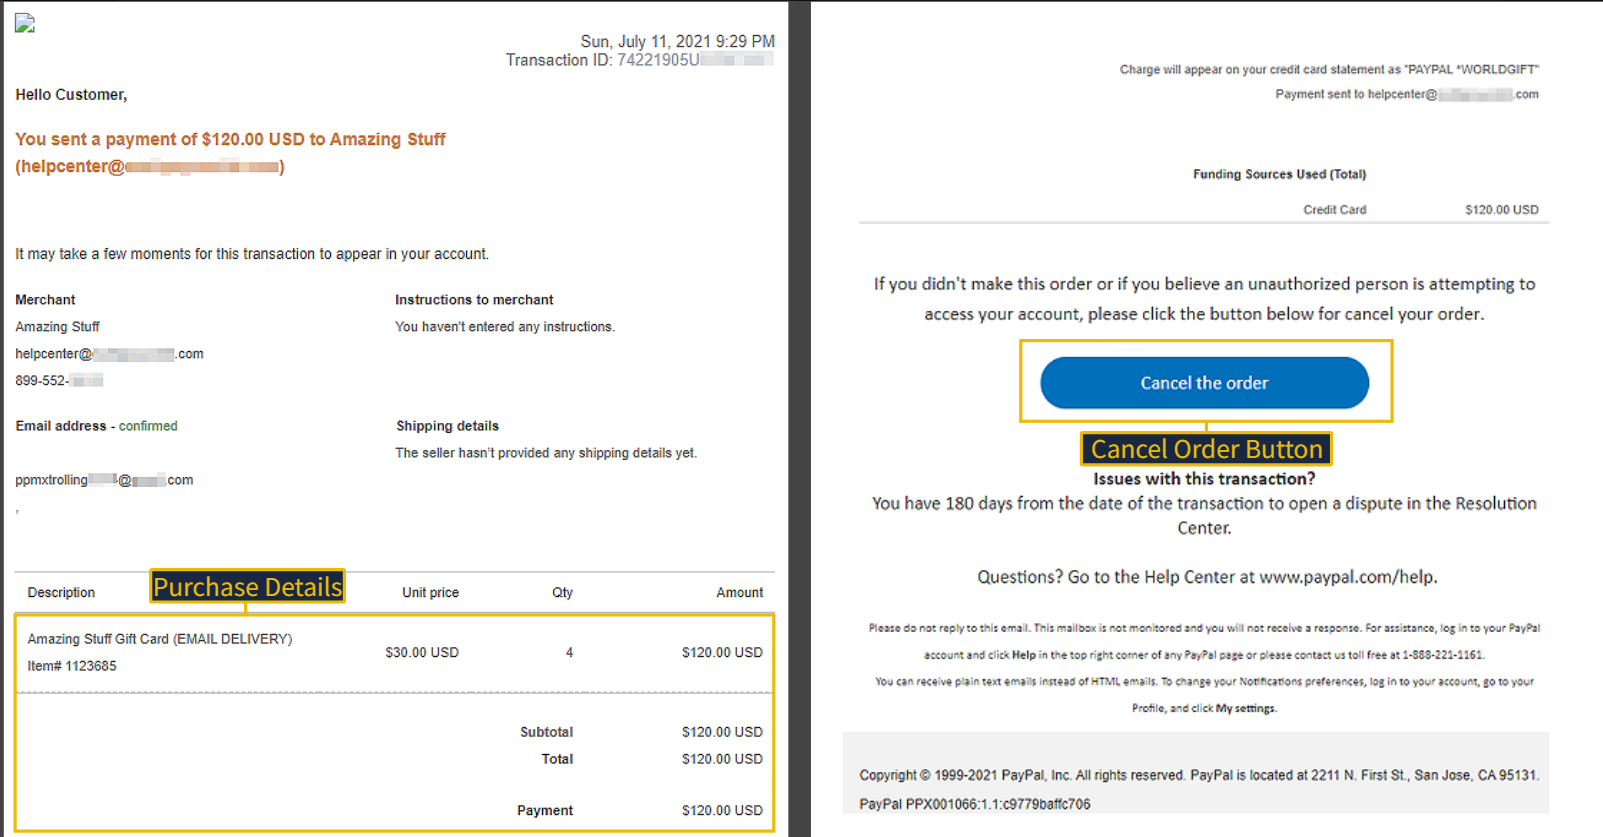 Sun, July 11, 2021 9:29 PM
Transaction ID: 74221905U
Hello Customer,
You sent a payment of $120.00 USD to Amazing Stuff
(helpcenter@ )
It may take a few moments for this transaction to appear in your account.
Merchant
Instructions to merchant
Amazing Stuff
You haven't entered any instructions.
helpcenter@ .com
899-552-
Email address - confirmed
Shipping details
The seller hasn't provided any shipping details yet.
ppmxtrolling @ .com
,
Purchase Details
Description Unit price Qty Amount
Amazing Stuff Gift Card (EMAIL DELIVERY)
Item# 1123685
$30.00 USD 4 $120.00 USD
Subtotal $120.00 USD
Total $120.00 USD
Payment $120.00 USD
Charge will appear on your credit card statement as "PAYPAL *WORLDGIFT"
Payment sent to helpcenter@ .com
Funding Sources Used (Total)
Credit Card $120.00 USD
If you didn't make this order or if you believe an unauthorized person is attempting to
access your account, please click the button below for cancel your order.
Cancel the order
Cancel Order Button
Issues with this transaction?
You have 180 days from the date of the transaction to open a dispute in the Resolution
Center.
Questions? Go to the Help Center at www.paypal.com/help.
Please do not reply to this email. This mailbox is not monitored and you will not receive a response. For assistance, log in to your PayPal
account and click Help in the top right corner of any PayPal page or please contact us toll free at 1-888-221-1161.
You can receive plain text emails instead of HTML emails. To change your Notifications preferences, log in to your account, go to your
Profile, and click My settings.
Copyright © 1999-2021 PayPal, Inc. All rights reserved. PayPal is located at 2211 N. First St., San Jose, CA 95131.
PayPal PPX001066:1.1:c9779baffc706